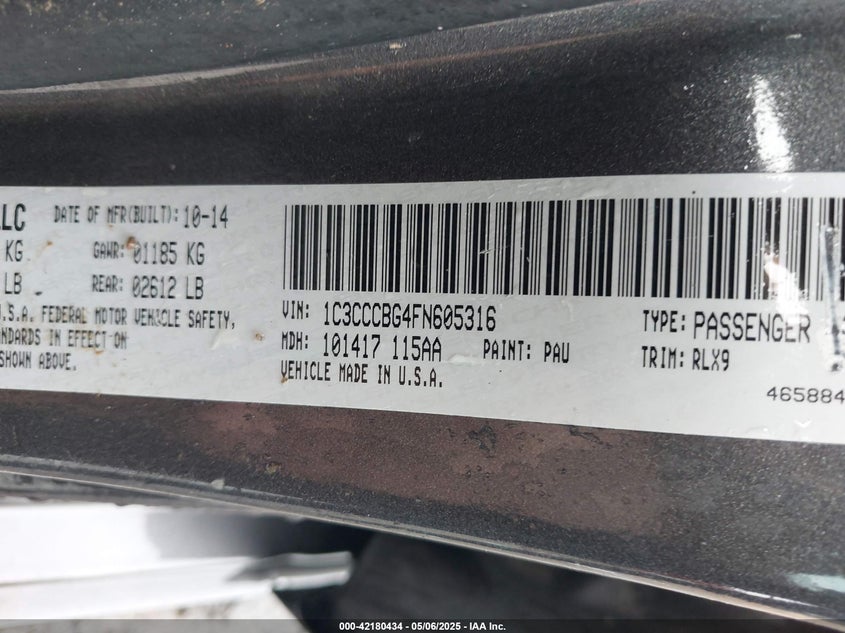 LLC DATE OF MFR(BUILT): 10-14
KG GAWR: 01185 KG
LB REAR: 02612 LB
U.S.A. FEDERAL MOTOR VEHICLE SAFETY,
STANDARDS IN EFFECT ON
SHOWN ABOVE.
VIN: 1C3CCCBG4FN605316 TYPE: PASSENGER
MDH: 101417 115AA PAINT: PAU TRIM: RLX9
VEHICLE MADE IN U.S.A.
465884
000-42180434 - 05/06/2025 - IAA Inc.